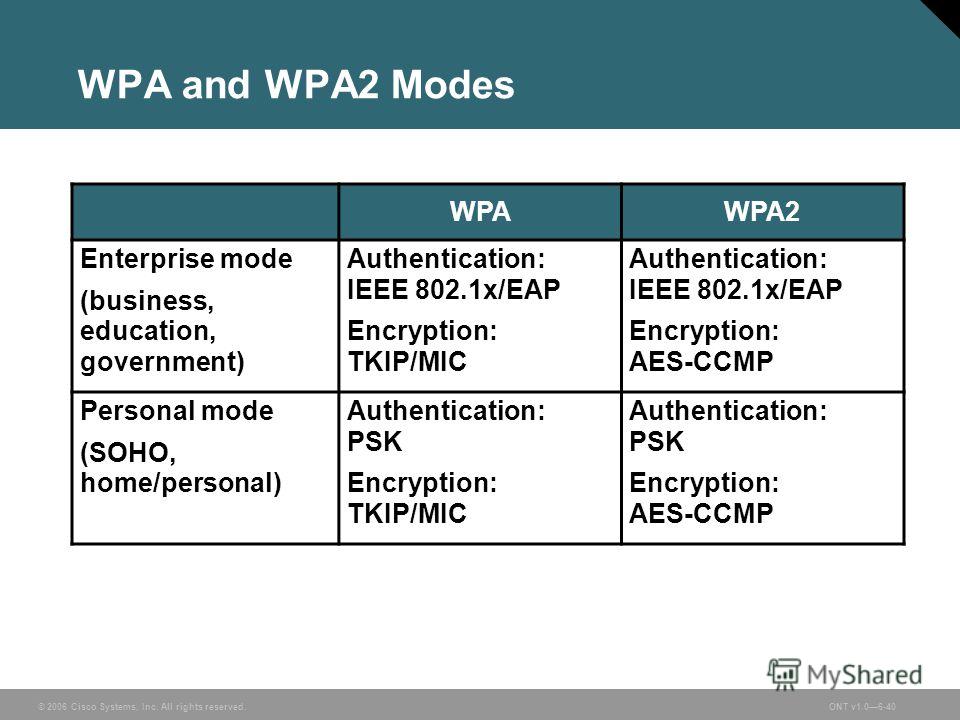 WPA and WPA2 Modes
WPA
WPA2
Enterprise mode
(business,
education,
government)
Authentication:
IEEE 802.1x/EAP
Encryption:
TKIP/MIC
Authentication:
IEEE 802.1x/EAP
Encryption:
AES-CCMP
Personal mode
(SOHO,
home/personal)
Authentication:
PSK
Encryption:
TKIP/MIC
Authentication:
PSK
Encryption:
AES-CCMP
MyShared
© 2006 Cisco Systems, Inc. All rights reserved.
ONT v1.0—6-40